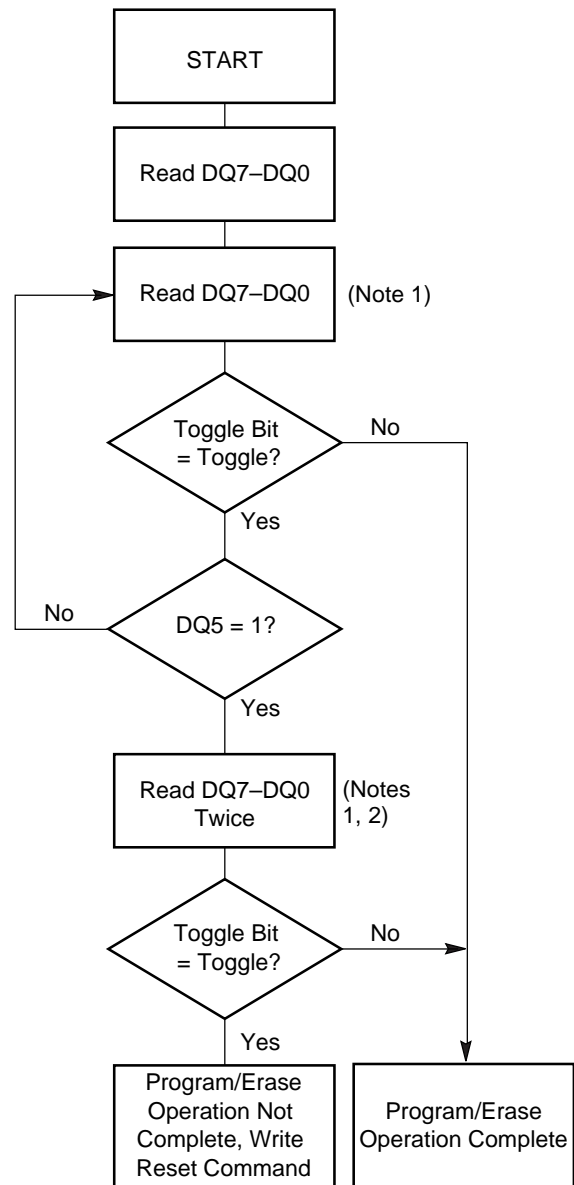 START
Read DQ7–DQ0
Read DQ7–DQ0
(Note 1)
Toggle Bit
= Toggle?
No
Yes
No
DQ5 = 1?
Yes
Read DQ7–DQ0
Twice
(Notes
1, 2)
Toggle Bit
= Toggle?
No
Yes
Program/Erase
Operation Not
Complete, Write
Reset Command
Program/Erase
Operation Complete